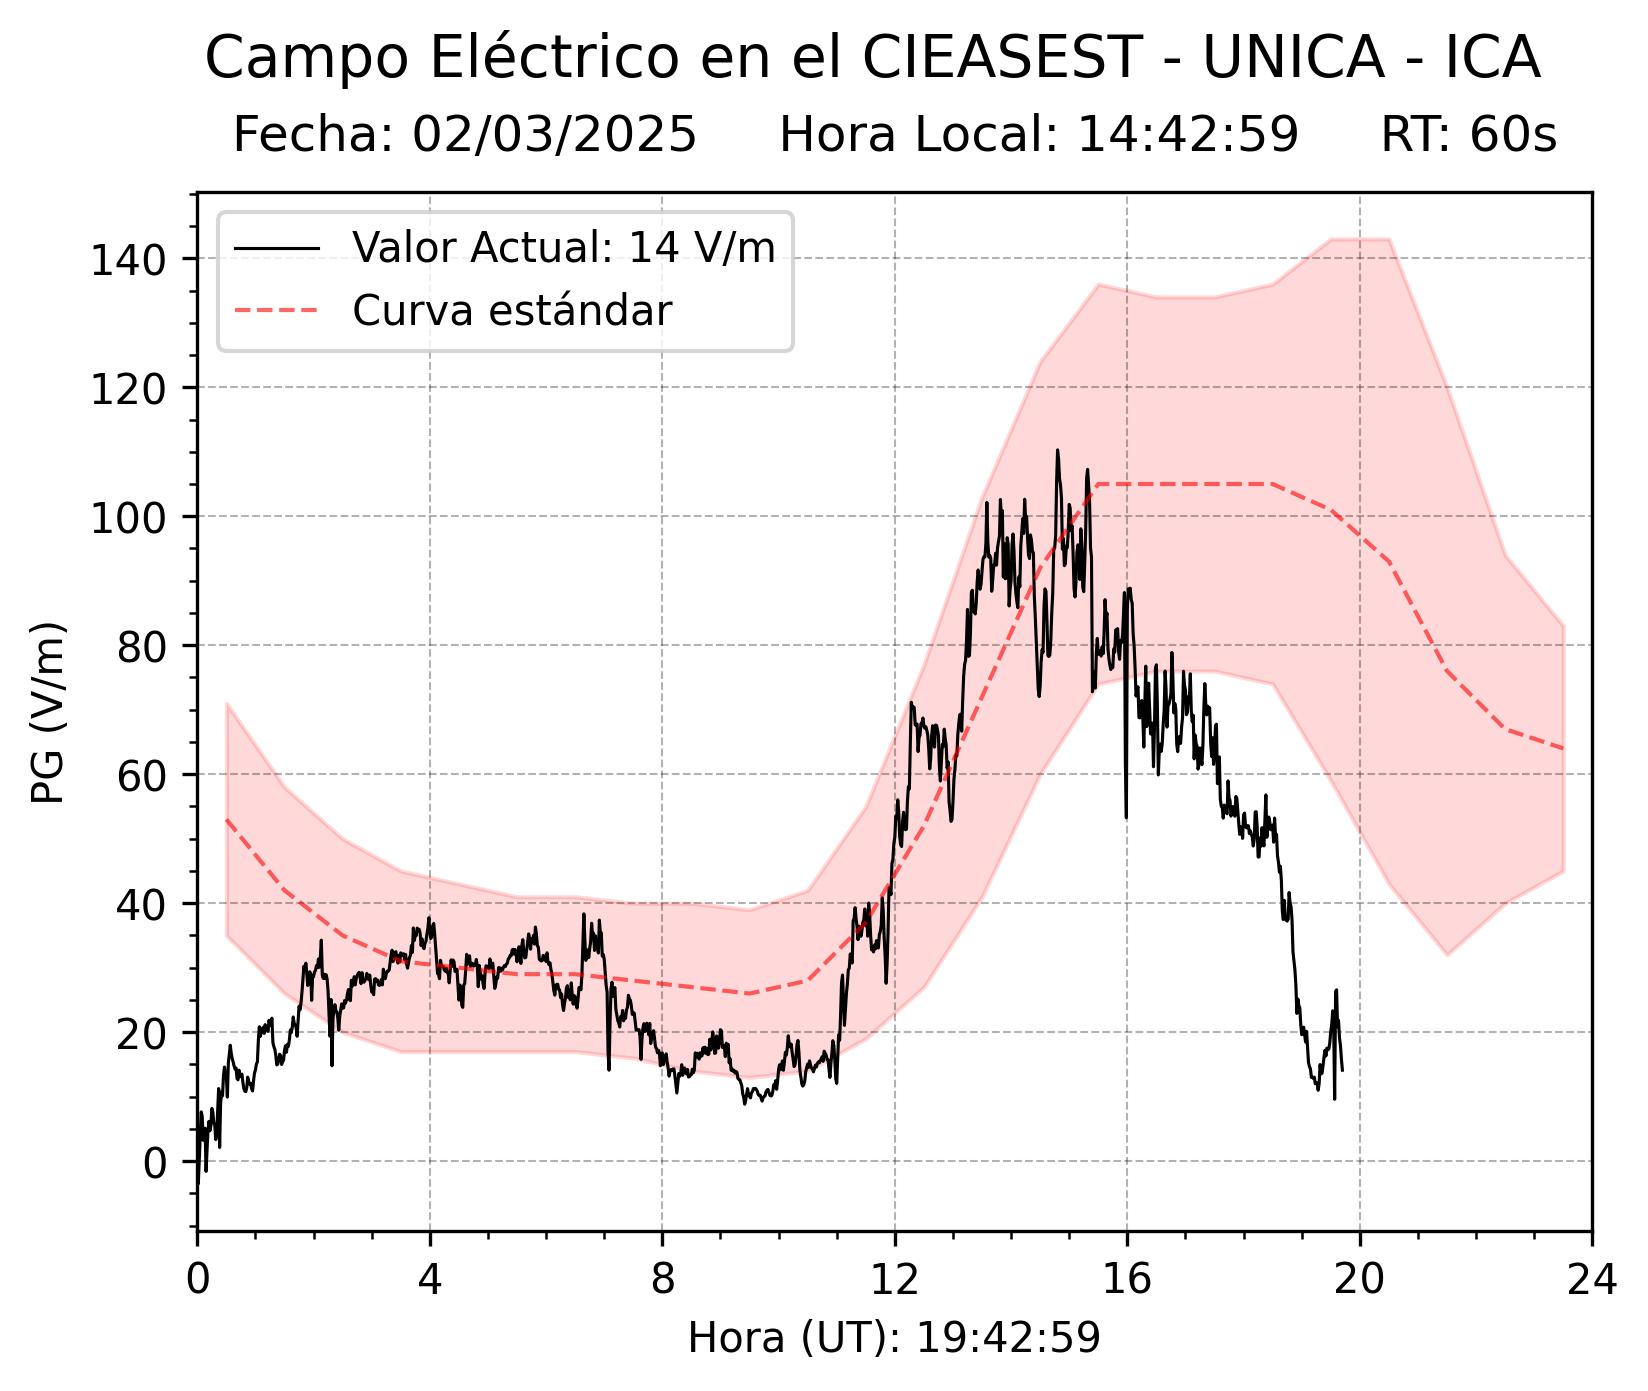 Campo Eléctrico en el CIEASEST - UNICA - ICA
Fecha: 02/03/2025 Hora Local: 14:42:59 RT: 60s
Valor Actual: 14 V/m
Curva estándar
PG (V/m)
140
120
100
80
60
40
20
0
0 4 8 12 16 20 24
Hora (UT): 19:42:59